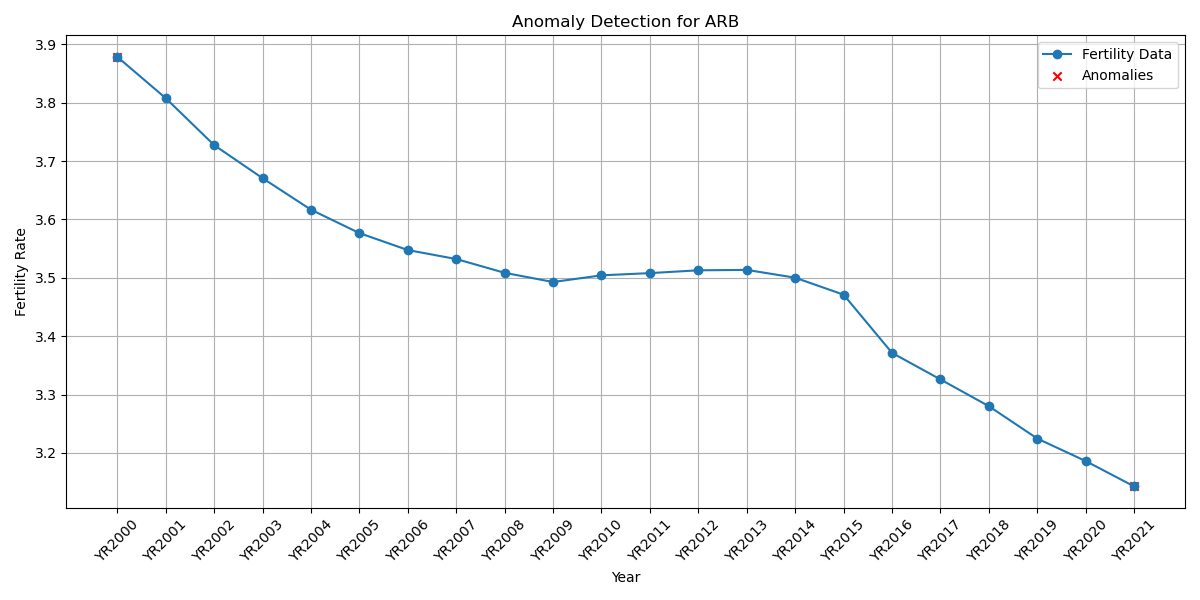 Anomaly Detection for ARB
Fertility Data
Anomalies
Fertility Rate
3.9
3.8
3.7
3.6
3.5
3.4
3.3
3.2
YR2000
YR2001
YR2002
YR2003
YR2004
YR2005
YR2006
YR2007
YR2008
YR2009
YR2010
YR2011
YR2012
YR2013
YR2014
YR2015
YR2016
YR2017
YR2018
YR2019
YR2020
YR2021
Year